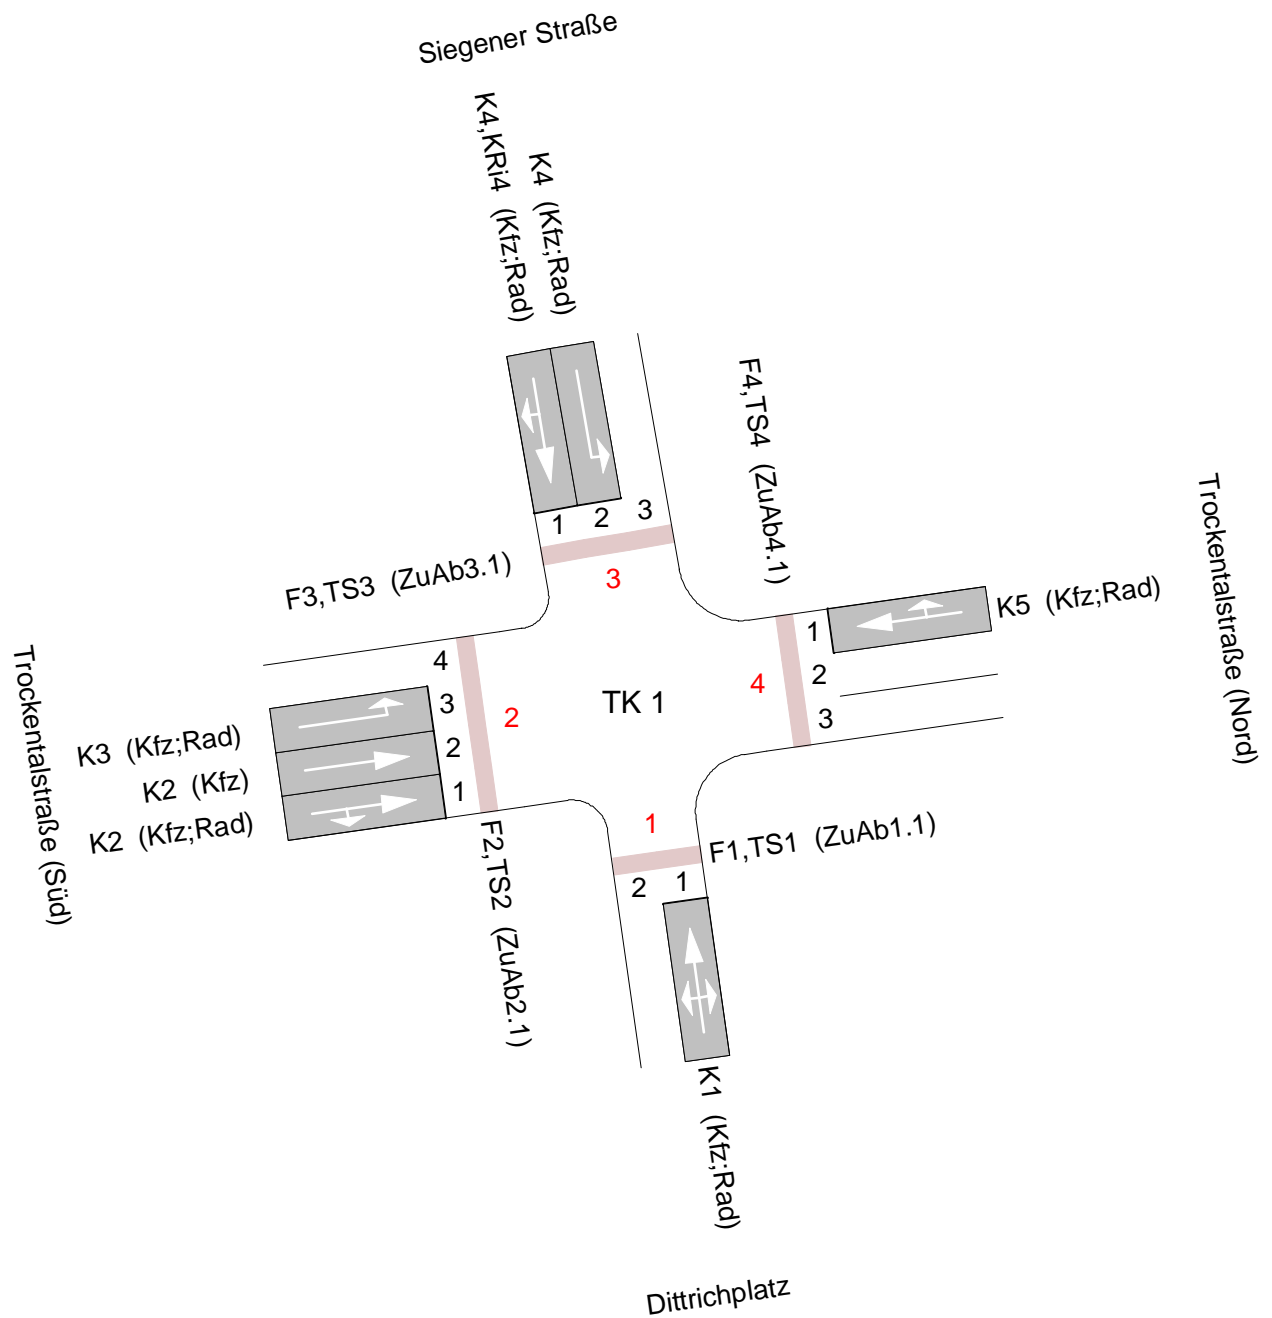 Siegener Straße
K4,KRi4 (Kfz;Rad)
K4 (Kfz;Rad)
F4,TS4 (ZuAb4.1)
1 2 3
3
F3,TS3 (ZuAb3.1)
Trockentalstraße (Nord)
K5 (Kfz;Rad)
1
2
3
4
TK 1
4
3
2
1
2
Trockentalstraße (Süd)
K3 (Kfz;Rad)
K2 (Kfz)
K2 (Kfz;Rad)
F2,TS2 (ZuAb2.1)
1
F1,TS1 (ZuAb1.1)
2 1
K1 (Kfz;Rad)
Dittrichplatz